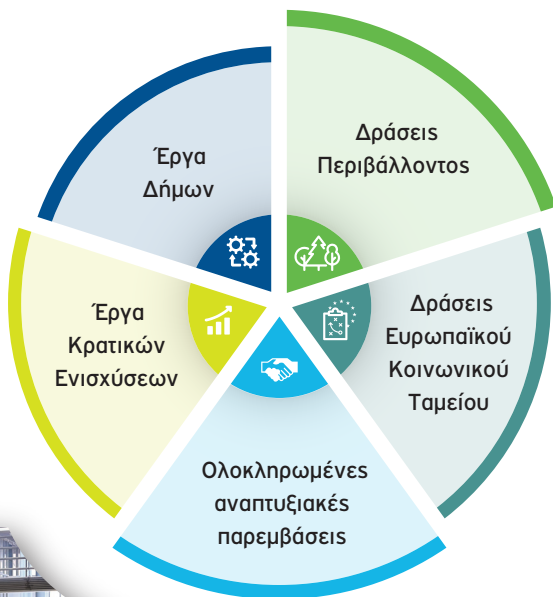 Έργα
Δήμων
Δράσεις
Περιβάλλοντος
Έργα
Κρατικών
Ενισχύσεων
Δράσεις
Ευρωπαϊκού
Κοινωνικού
Ταμείου
Ολοκληρωμένες
αναπτυξιακές
παρεμβάσεις